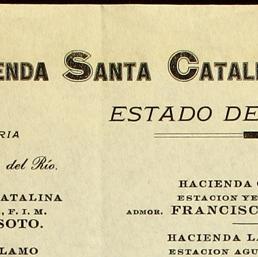 ENDA SANTA CATALI
ESTADO DE
RIA
del Río.
ATALINA
, F. I. M.
SOTO.
LAMO
HACIENDA
ESTACION YE
ADMOR. FRANCISC
HACIENDA LA
ESTACION AGU